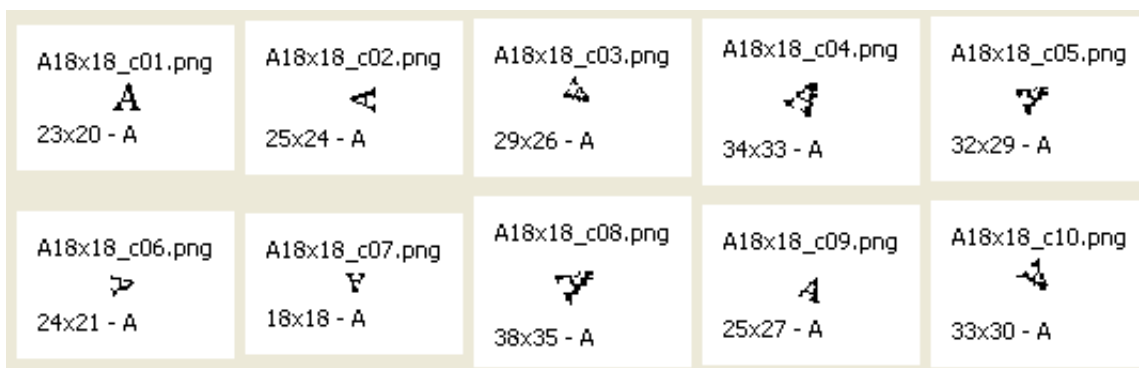 A18x18_c01.png
A
23x20 - A
A18x18_c02.png
A
25x24 - A
A18x18_c03.png
A
29x26 - A
A18x18_c04.png
A
34x33 - A
A18x18_c05.png
A
32x29 - A
A18x18_c06.png
A
24x21 - A
A18x18_c07.png
A
18x18 - A
A18x18_c08.png
A
38x35 - A
A18x18_c09.png
A
25x27 - A
A18x18_c10.png
A
33x30 - A